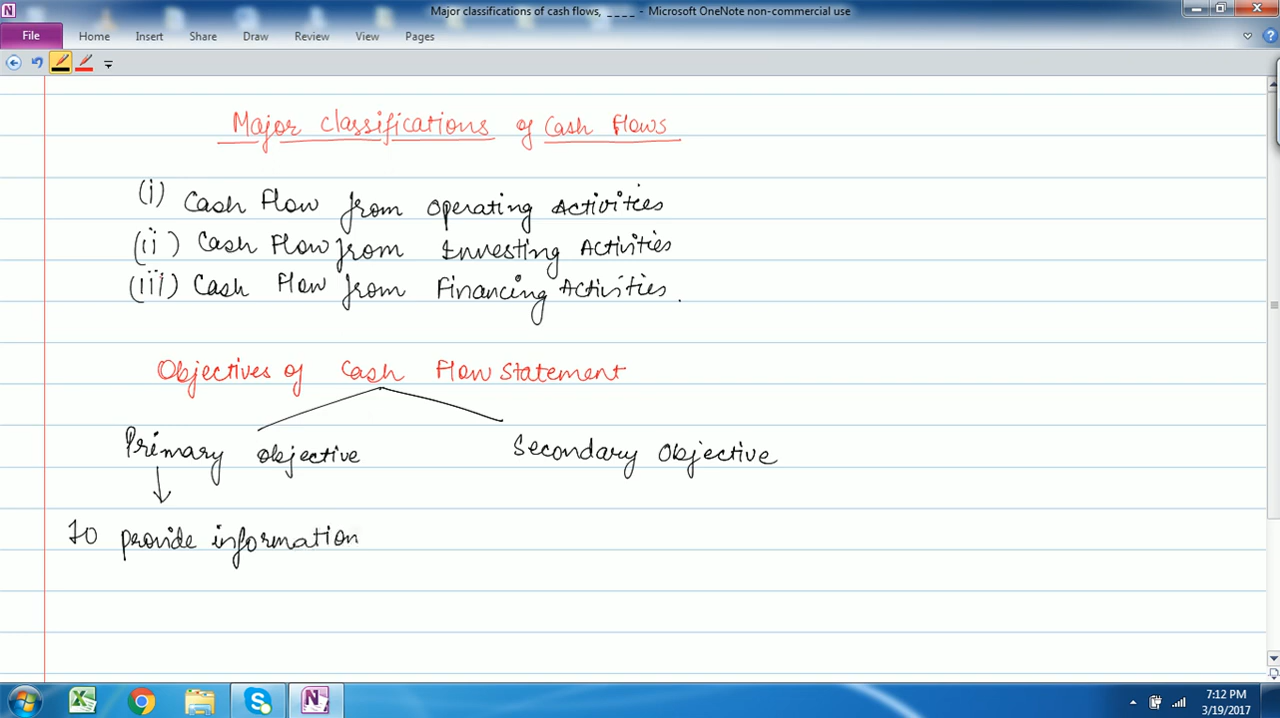 Major classifications of cash flows, _ _ _ _ - Microsoft OneNote non-commercial use
File Home Insert Share Draw Review View Pages
Major Classifications of Cash Flows
(i) Cash Flow from Operating Activities
(ii) Cash Flow from Investing Activities
(iii) Cash Flow from Financing Activities.
Objectives of Cash Flow Statement
Primary Objective Secondary Objective
To provide information
7:12 PM
3/19/2017